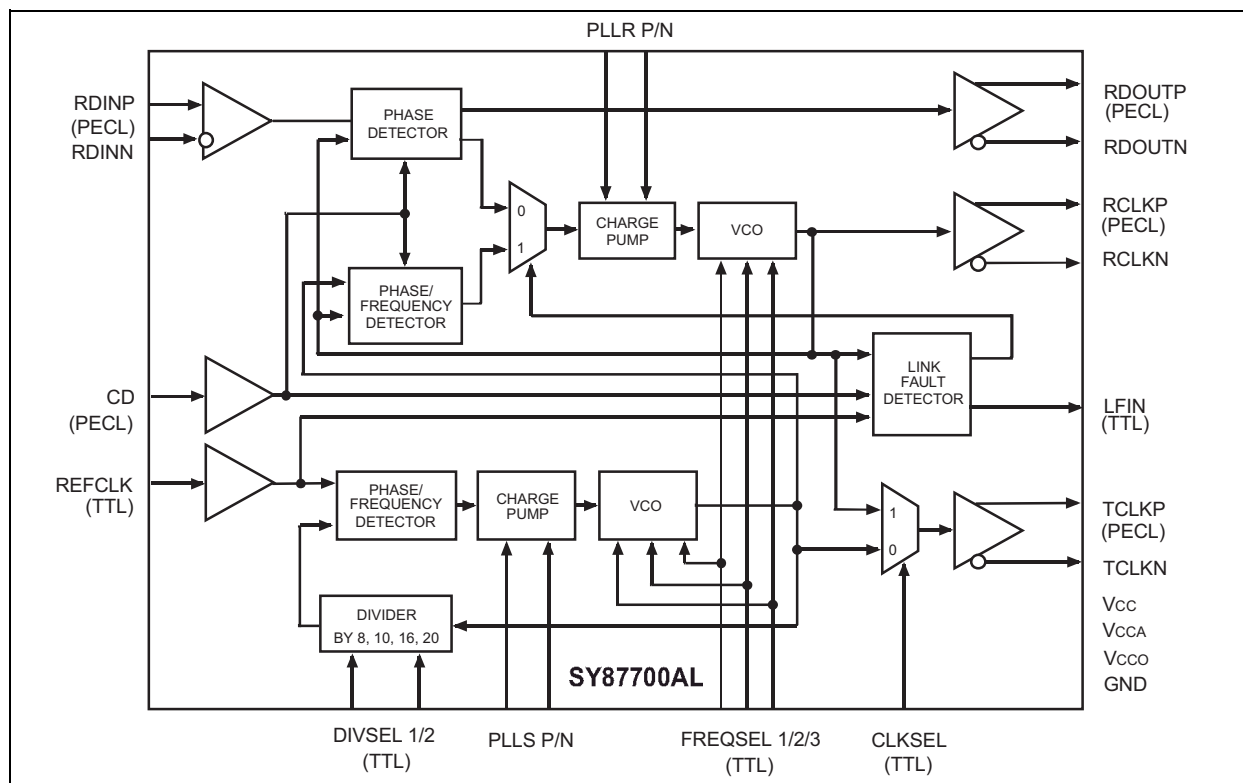 PLLR P/N
RDINP
(PECL)
RDINN
PHASE
DETECTOR
RDOUTP
(PECL)
RDOUTN
0
1
CHARGE
PUMP
VCO
RCLKP
(PECL)
RCLKN
PHASE/
FREQUENCY
DETECTOR
CD
(PECL)
LINK
FAULT
DETECTOR
LFIN
(TTL)
REFCLK
(TTL)
PHASE/
FREQUENCY
DETECTOR
CHARGE
PUMP
VCO
1
0
TCLKP
(PECL)
TCLKN
DIVIDER
BY 8, 10, 16, 20
SY87700AL
VCC
VCCA
VCCO
GND
DIVSEL 1/2
(TTL)
PLLS P/N
FREQSEL 1/2/3
(TTL)
CLKSEL
(TTL)